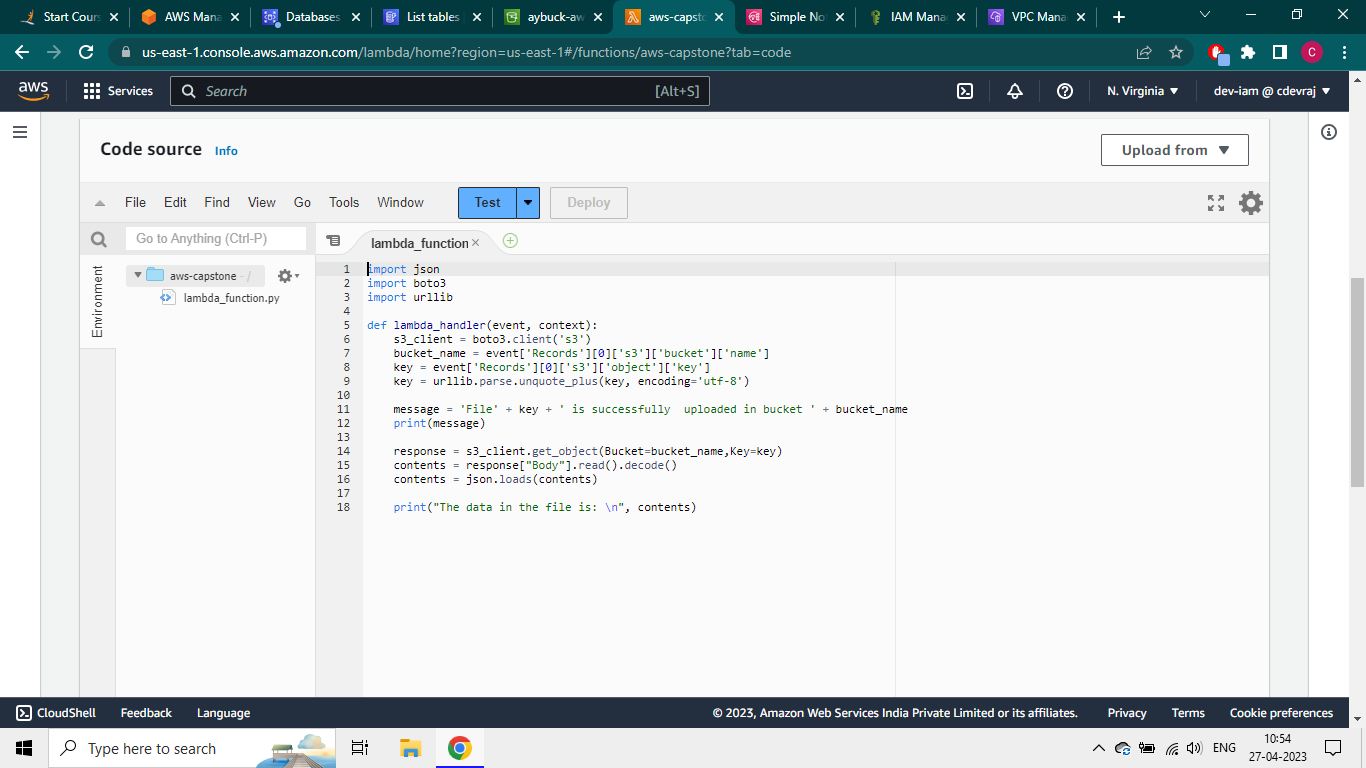 Start Cours
AWS Mana
Databases
List tables
aybuck-aw
aws-capsto
Simple No
IAM Mana
VPC Mana
us-east-1.console.aws.amazon.com/lambda/home?region=us-east-1#/functions/aws-capstone?tab=code
C
aws
Services
Search
[Alt+S]
N. Virginia
dev-iam @ cdevraj
Code source
Info
Upload from
File Edit Find View Go Tools Window
Test
Deploy
Go to Anything (Ctrl-P)
lambda_function
Environment
aws-capstone - /
lambda_function.py
1 import json
2 import boto3
3 import urllib
4
5 def lambda_handler(event, context):
6 s3_client = boto3.client('s3')
7 bucket_name = event['Records'][0]['s3']['bucket']['name']
8 key = event['Records'][0]['s3']['object']['key']
9 key = urllib.parse.unquote_plus(key, encoding='utf-8')
10
11 message = 'File' + key + ' is successfully  uploaded in bucket ' + bucket_name
12 print(message)
13
14 response = s3_client.get_object(Bucket=bucket_name,Key=key)
15 contents = response["Body"].read().decode()
16 contents = json.loads(contents)
17
18 print("The data in the file is: \n", contents)
CloudShell
Feedback
Language
© 2023, Amazon Web Services India Private Limited or its affiliates.
Privacy
Terms
Cookie preferences
Type here to search
ENG
10:54
27-04-2023